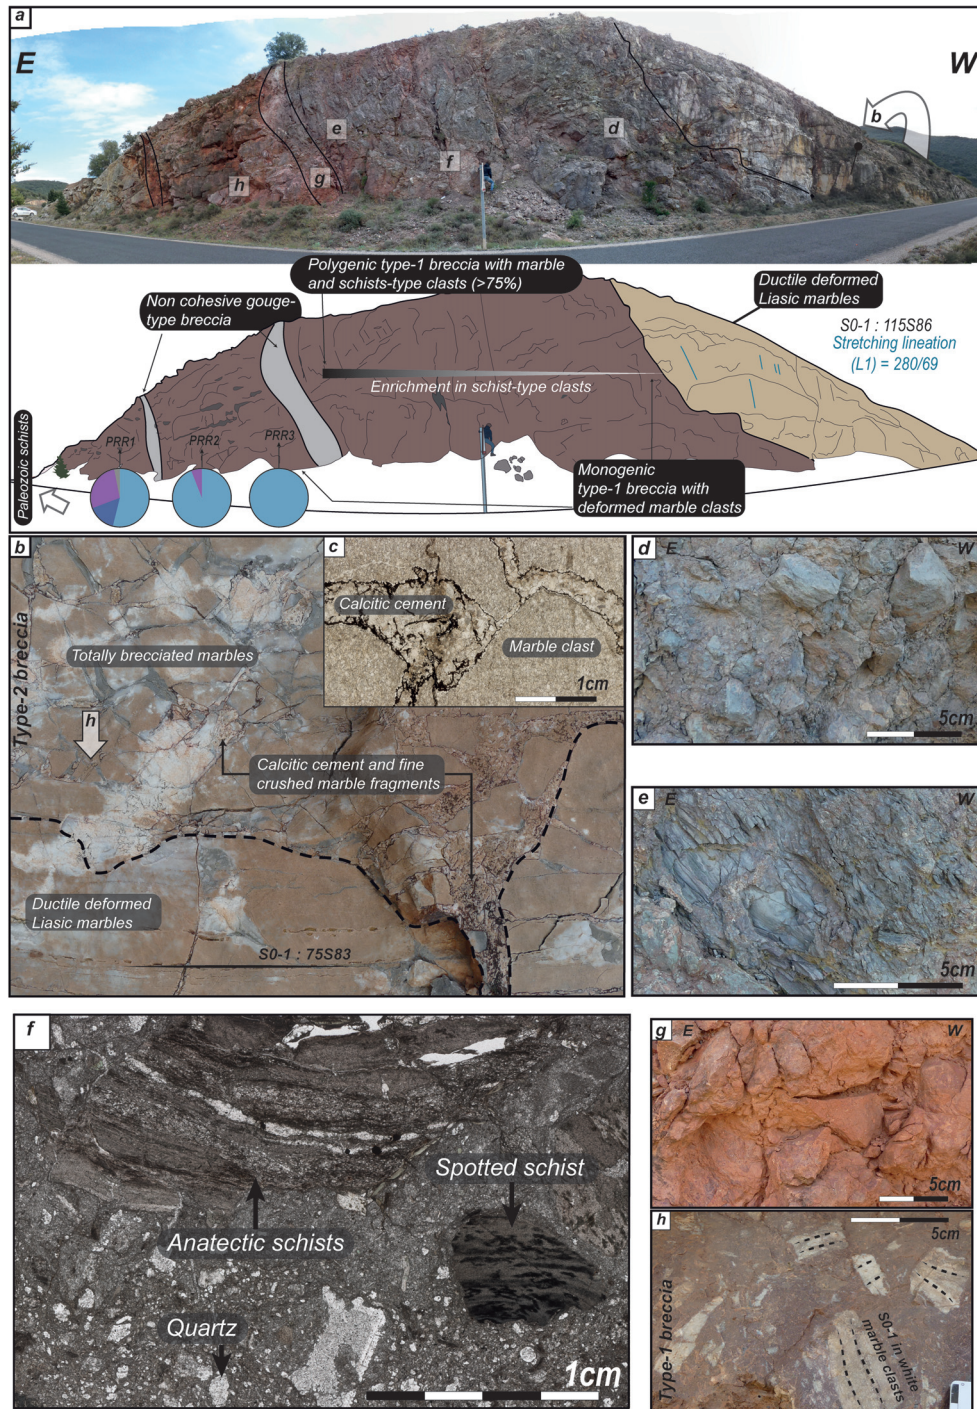 a
E
W
b
e
d
f
g
h
Polygenic type-1 breccia with marble
and schists-type clasts (>75%)
Non cohesive gouge-
type breccia
Ductile deformed
Liasic marbles
S0-1 : 115S86
Stretching lineation
(L1) = 280/69
Enrichment in schist-type clasts
Paleozoic schists
PRR1
PRR2
PRR3
Monogenic
type-1 breccia with
deformed marble clasts
b
Type-2 breccia
Totally brecciated marbles
h
Calcitic cement and fine
crushed marble fragments
Ductile deformed
Liasic marbles
S0-1 : 75S83
c
Calcitic cement
Marble clast
1cm
d
E
W
5cm
e
E
W
5cm
f
Spotted schist
Anatectic schists
Quartz
1cm
g
E
W
5cm
h
5cm
Type-1 breccia
S0-1 in white
marble clasts